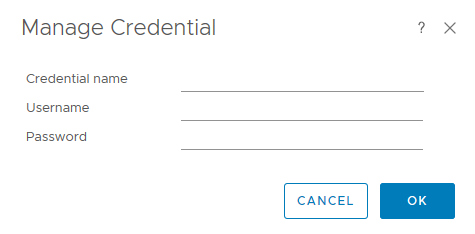 Manage Credential ?
Credential name
Username
Password
CANCEL OK